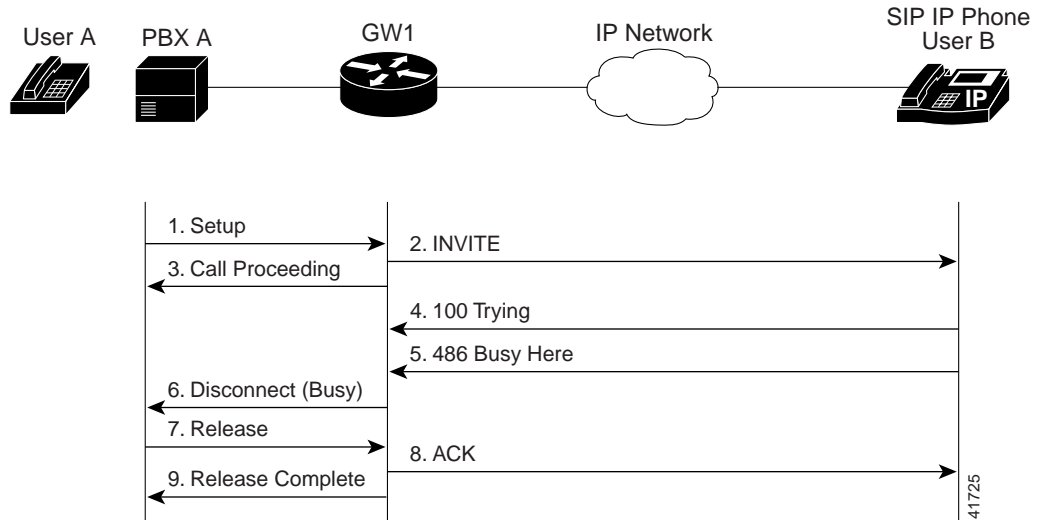 User A
PBX A
GW1
IP Network
SIP IP Phone
User B
IP
1. Setup
2. INVITE
3. Call Proceeding
4. 100 Trying
5. 486 Busy Here
6. Disconnect (Busy)
7. Release
8. ACK
9. Release Complete
41725